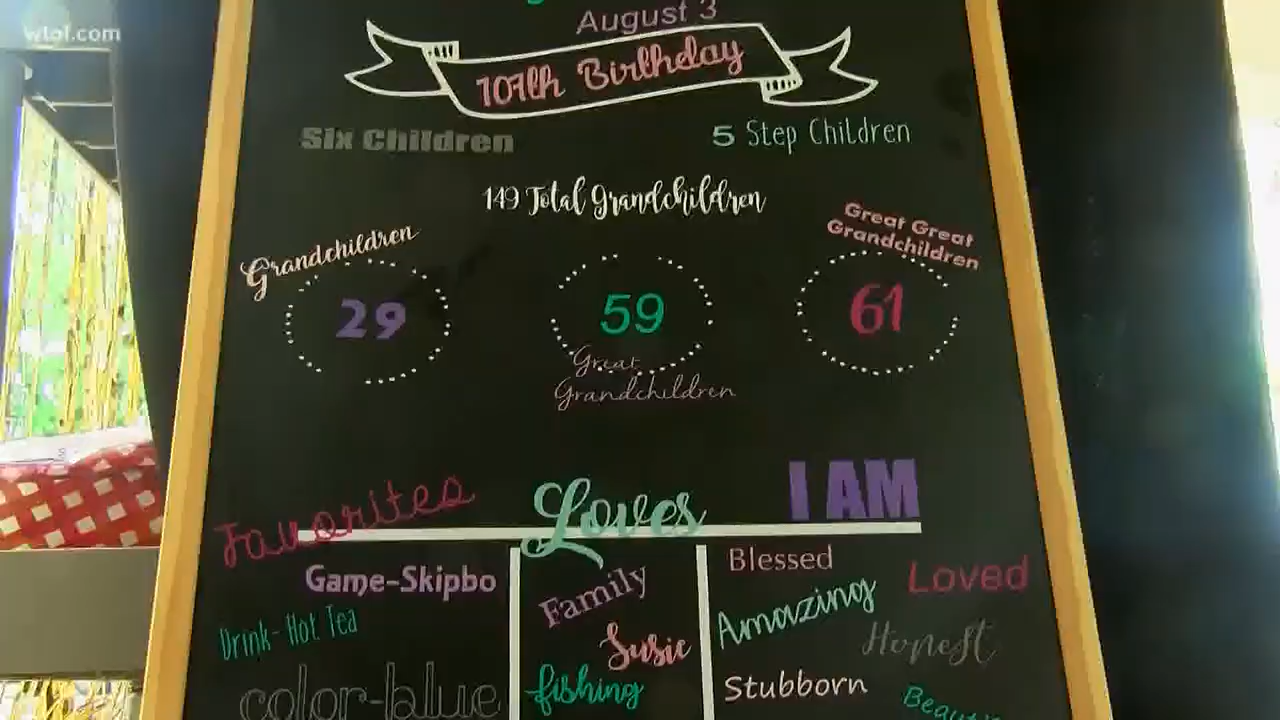 wtol.com
August 3
107th Birthday
Six Children
5 Step Children
149 Total Grandchildren
Grandchildren
Great Great
Grandchildren
29
59
61
Great
Grandchildren
Favorites
Loves
I AM
Game-Skipbo
Drink-Hot Tea
color-blue
Family
Susie
fishing
Blessed
Loved
Amazing
Honest
Stubborn